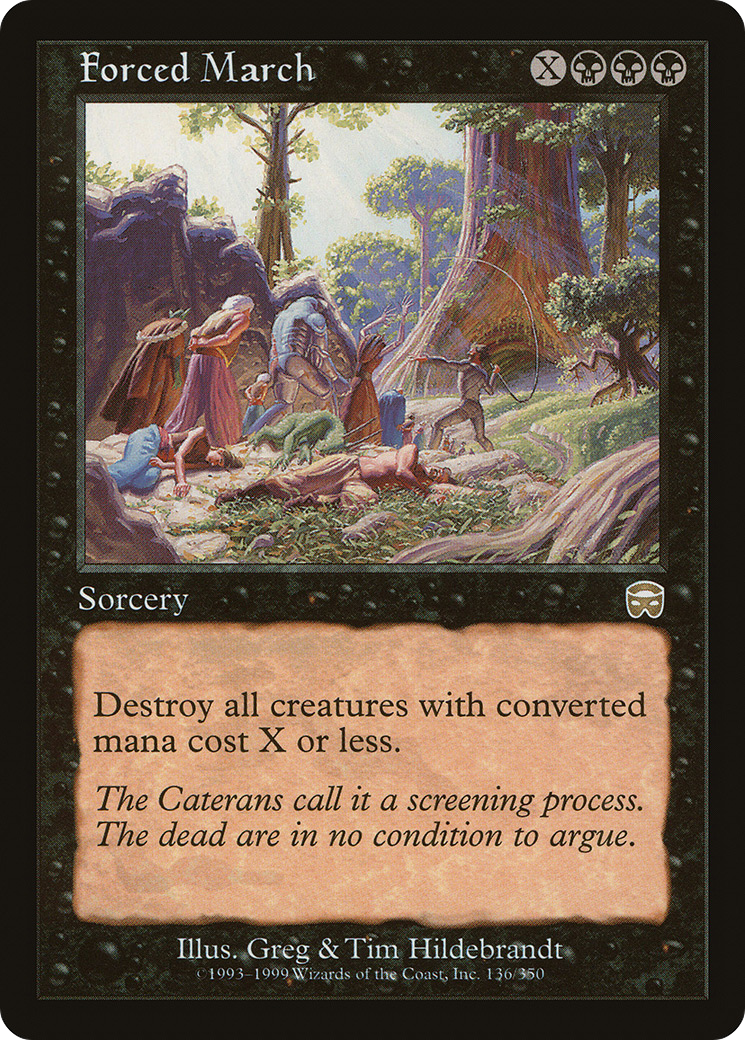 Forced March X
Sorcery
Destroy all creatures with converted
mana cost X or less.
The Caterans call it a screening process.
The dead are in no condition to argue.
Illus. Greg & Tim Hildebrandt
©1993–1999 Wizards of the Coast, Inc. 136/350